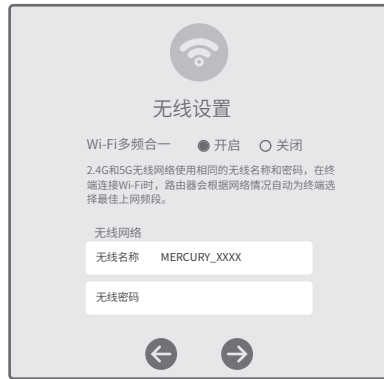 无线设置
Wi-Fi多频合一 开启 关闭
2.4G和5G无线网络使用相同的无线名称和密码，在终
端连接Wi-Fi时，路由器会根据网络情况自动为终端选
择最佳上网频段。
无线网络
无线名称 MERCURY_XXXX
无线密码